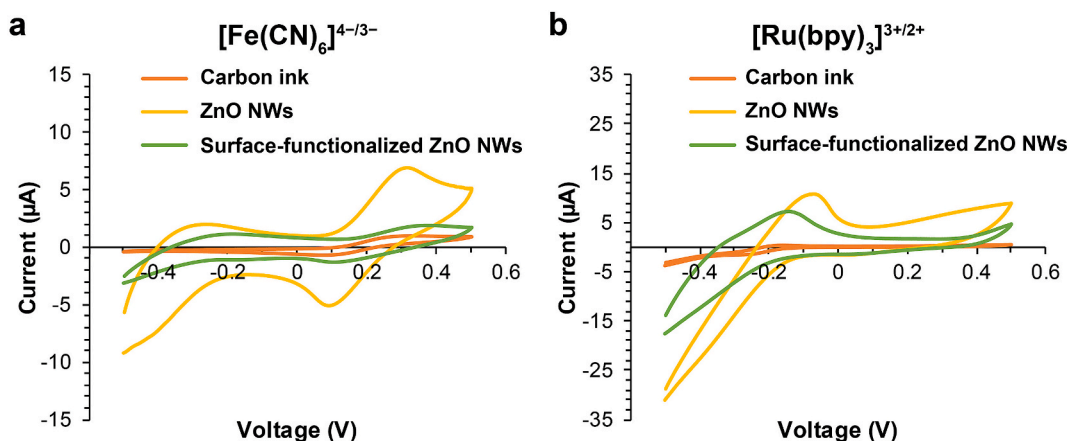 a
[Fe(CN)₆]⁴⁻/³⁻
Carbon ink
ZnO NWs
Surface-functionalized ZnO NWs
15
10
5
0
-5
-10
-15
-0.4
-0.2
0
0.2
0.4
0.6
Current (µA)
Voltage (V)
b
[Ru(bpy)₃]³⁺/²⁺
Carbon ink
ZnO NWs
Surface-functionalized ZnO NWs
35
25
15
5
-5
-15
-25
-35
-0.4
-0.2
0
0.2
0.4
0.6
Current (µA)
Voltage (V)